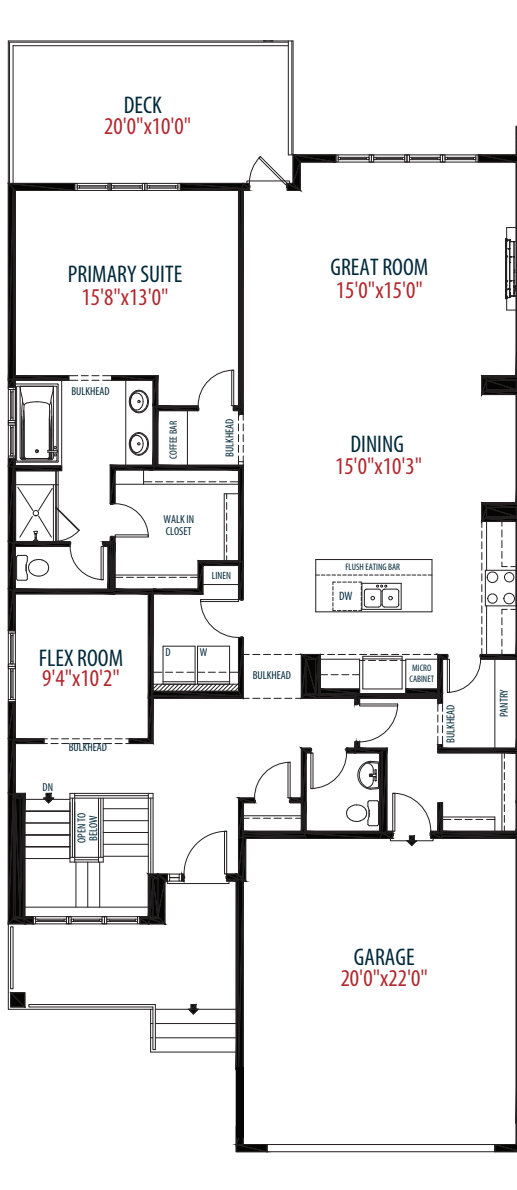 DECK
20'0"x10'0"
PRIMARY SUITE
15'8"x13'0"
GREAT ROOM
15'0"x15'0"
BULKHEAD
COFFEE BAR
BULKHEAD
DINING
15'0"x10'3"
WALK IN
CLOSET
LINEN
FLUSH EATING BAR
DW
FLEX ROOM
9'4"x10'2"
D
W
BULKHEAD
MICRO
CABINET
PANTRY
BULKHEAD
BULKHEAD
DN
OPEN TO
BELOW
GARAGE
20'0"x22'0"